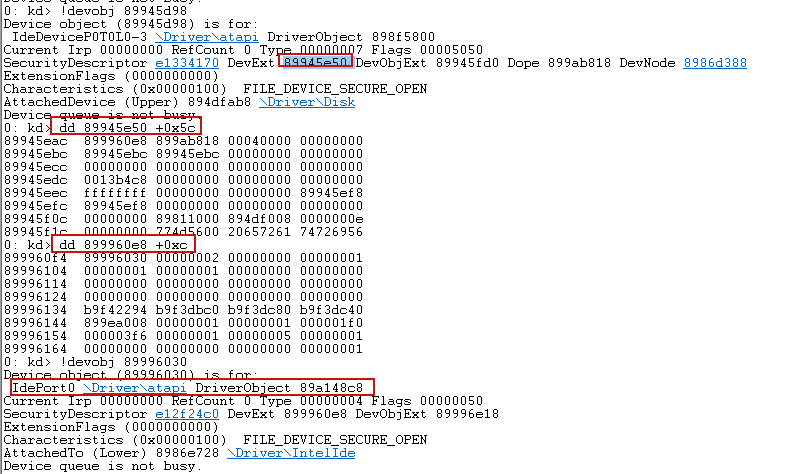 0: kd> !devobj 89945d98
Device object (89945d98) is for:
IdeDeviceP0T0L0-3 \Driver\atapi DriverObject 898f5800
Current Irp 00000000 RefCount 0 Type 00000007 Flags 00005050
SecurityDescriptor e1334170 DevExt 89945e50 DevObjExt 89945fd0 Dope 899ab818 DevNode 8986d388
ExtensionFlags (0000000000)
Characteristics (0x00000100)  FILE_DEVICE_SECURE_OPEN
AttachedDevice (Upper) 894dfab8 \Driver\Disk
Device queue is not busy.
0: kd> dd 89945e50 +0x5c
89945eac  899960e8 899ab818 00040000 00000000
89945ebc  89945ebc 89945ebc 00000000 00000000
89945ecc  00000000 00000000 00000000 00000000
89945edc  0013b4c8 00000000 00000000 00000000
89945eec  ffffffff 00000000 00000000 89945ef8
89945efc  89945ef8 00000000 00000000 00000000
89945f0c  00000000 89811000 894df008 0000000e
89945f1c  00000000 774d5600 20657261 74726956
0: kd> dd 899960e8 +0xc
899960f4  89996030 00000002 00000000 00000001
89996104  00000001 00000000 00000000 00000000
89996114  00000000 00000000 00000000 00000000
89996124  00000000 00000000 00000000 00000000
89996134  b9f42294 b9f3dbc0 b9f3dc80 b9f3dc40
89996144  899ea008 00000001 00000001 000001f0
89996154  000003f6 00000001 00000005 00000001
89996164  00000000 00000000 00000000 00000000
0: kd> !devobj 89996030
Device object (89996030) is for:
IdePort0 \Driver\atapi DriverObject 89a148c8
Current Irp 00000000 RefCount 0 Type 00000004 Flags 00000050
SecurityDescriptor e12f24c0 DevExt 899960e8 DevObjExt 89996e18
ExtensionFlags (0000000000)
Characteristics (0x00000100)  FILE_DEVICE_SECURE_OPEN
AttachedTo (Lower) 8986e728 \Driver\IntelIde
Device queue is not busy.